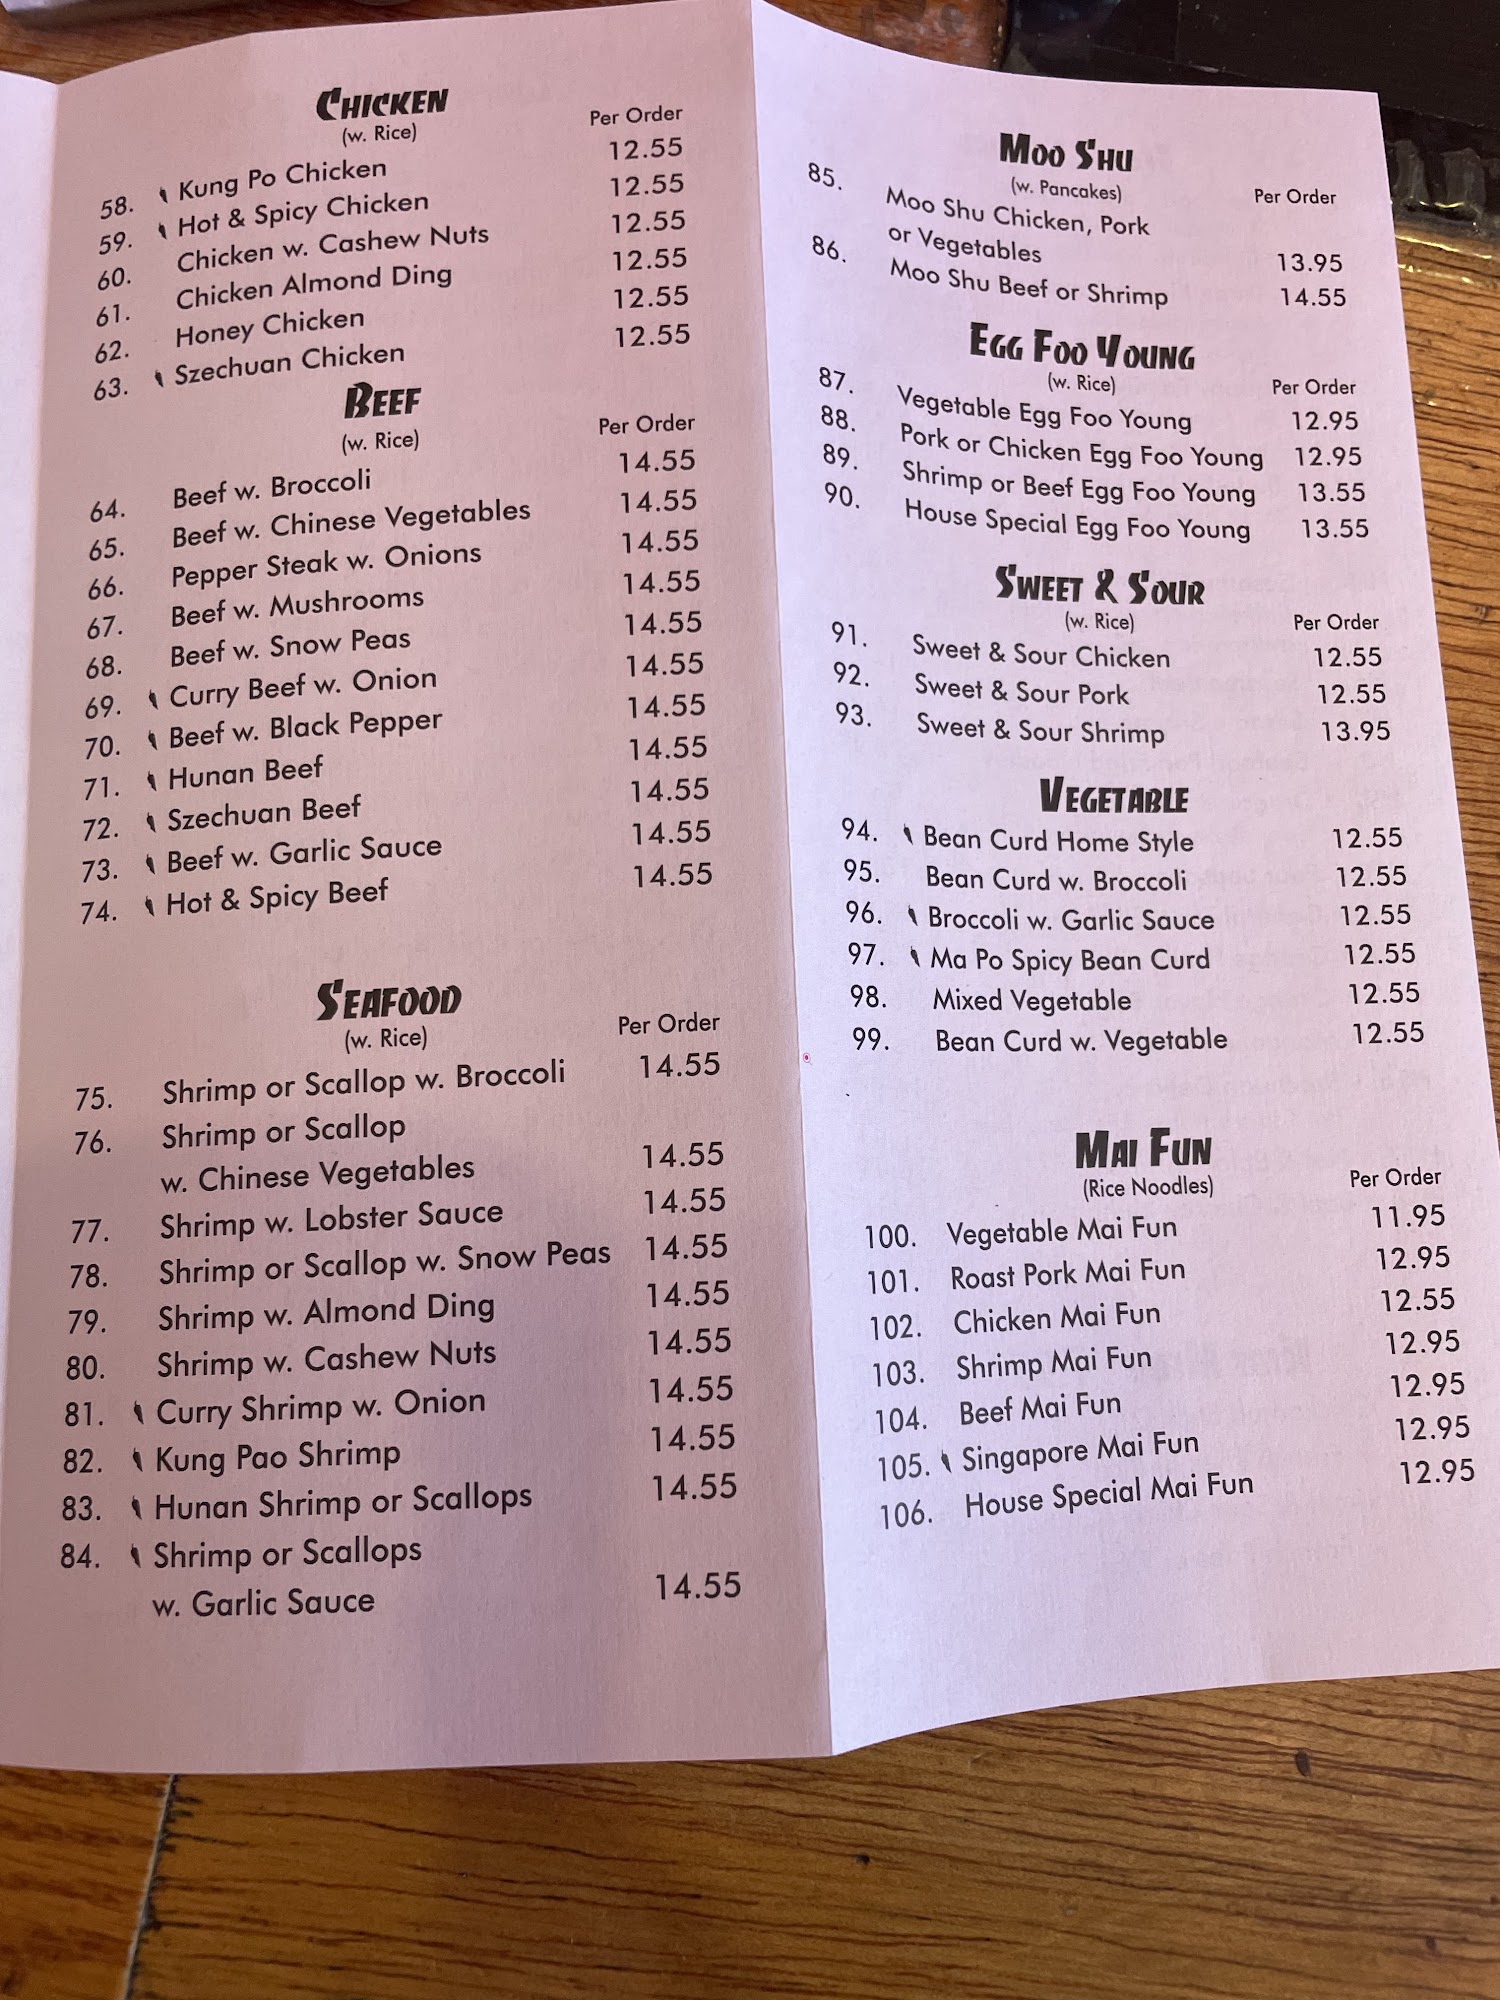 CHICKEN
(w. Rice)
Per Order
58. Kung Po Chicken 12.55
59. Hot & Spicy Chicken 12.55
60. Chicken w. Cashew Nuts 12.55
61. Chicken Almond Ding 12.55
62. Honey Chicken 12.55
63. Szechuan Chicken 12.55
BEEF
(w. Rice)
Per Order
64. Beef w. Broccoli 14.55
65. Beef w. Chinese Vegetables 14.55
66. Pepper Steak w. Onions 14.55
67. Beef w. Mushrooms 14.55
68. Beef w. Snow Peas 14.55
69. Curry Beef w. Onion 14.55
70. Beef w. Black Pepper 14.55
71. Hunan Beef 14.55
72. Szechuan Beef 14.55
73. Beef w. Garlic Sauce 14.55
74. Hot & Spicy Beef 14.55
SEAFOOD
(w. Rice)
Per Order
75. Shrimp or Scallop w. Broccoli 14.55
76. Shrimp or Scallop
w. Chinese Vegetables 14.55
77. Shrimp w. Lobster Sauce 14.55
78. Shrimp or Scallop w. Snow Peas 14.55
79. Shrimp w. Almond Ding 14.55
80. Shrimp w. Cashew Nuts 14.55
81. Curry Shrimp w. Onion 14.55
82. Kung Pao Shrimp 14.55
83. Hunan Shrimp or Scallops 14.55
84. Shrimp or Scallops
w. Garlic Sauce 14.55
MOO SHU
(w. Pancakes)
Per Order
85. Moo Shu Chicken, Pork
or Vegetables 13.95
86. Moo Shu Beef or Shrimp 14.55
EGG FOO YOUNG
(w. Rice)
Per Order
87. Vegetable Egg Foo Young 12.95
88. Pork or Chicken Egg Foo Young 12.95
89. Shrimp or Beef Egg Foo Young 13.55
90. House Special Egg Foo Young 13.55
SWEET & SOUR
(w. Rice)
Per Order
91. Sweet & Sour Chicken 12.55
92. Sweet & Sour Pork 12.55
93. Sweet & Sour Shrimp 13.95
VEGETABLE
94. Bean Curd Home Style 12.55
95. Bean Curd w. Broccoli 12.55
96. Broccoli w. Garlic Sauce 12.55
97. Ma Po Spicy Bean Curd 12.55
98. Mixed Vegetable 12.55
99. Bean Curd w. Vegetable 12.55
MAI FUN
(Rice Noodles)
Per Order
100. Vegetable Mai Fun 11.95
101. Roast Pork Mai Fun 12.95
102. Chicken Mai Fun 12.55
103. Shrimp Mai Fun 12.95
104. Beef Mai Fun 12.95
105. Singapore Mai Fun 12.95
106. House Special Mai Fun 12.95